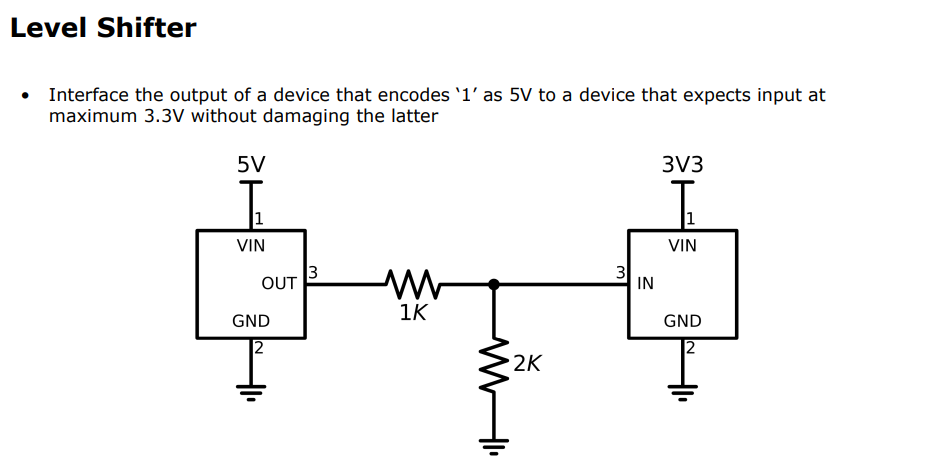 Level Shifter
• Interface the output of a device that encodes ‘1’ as 5V to a device that expects input at
maximum 3.3V without damaging the latter
5V
3V3
1
1
VIN
VIN
3
3
OUT
IN
1K
GND
GND
2
2
2K